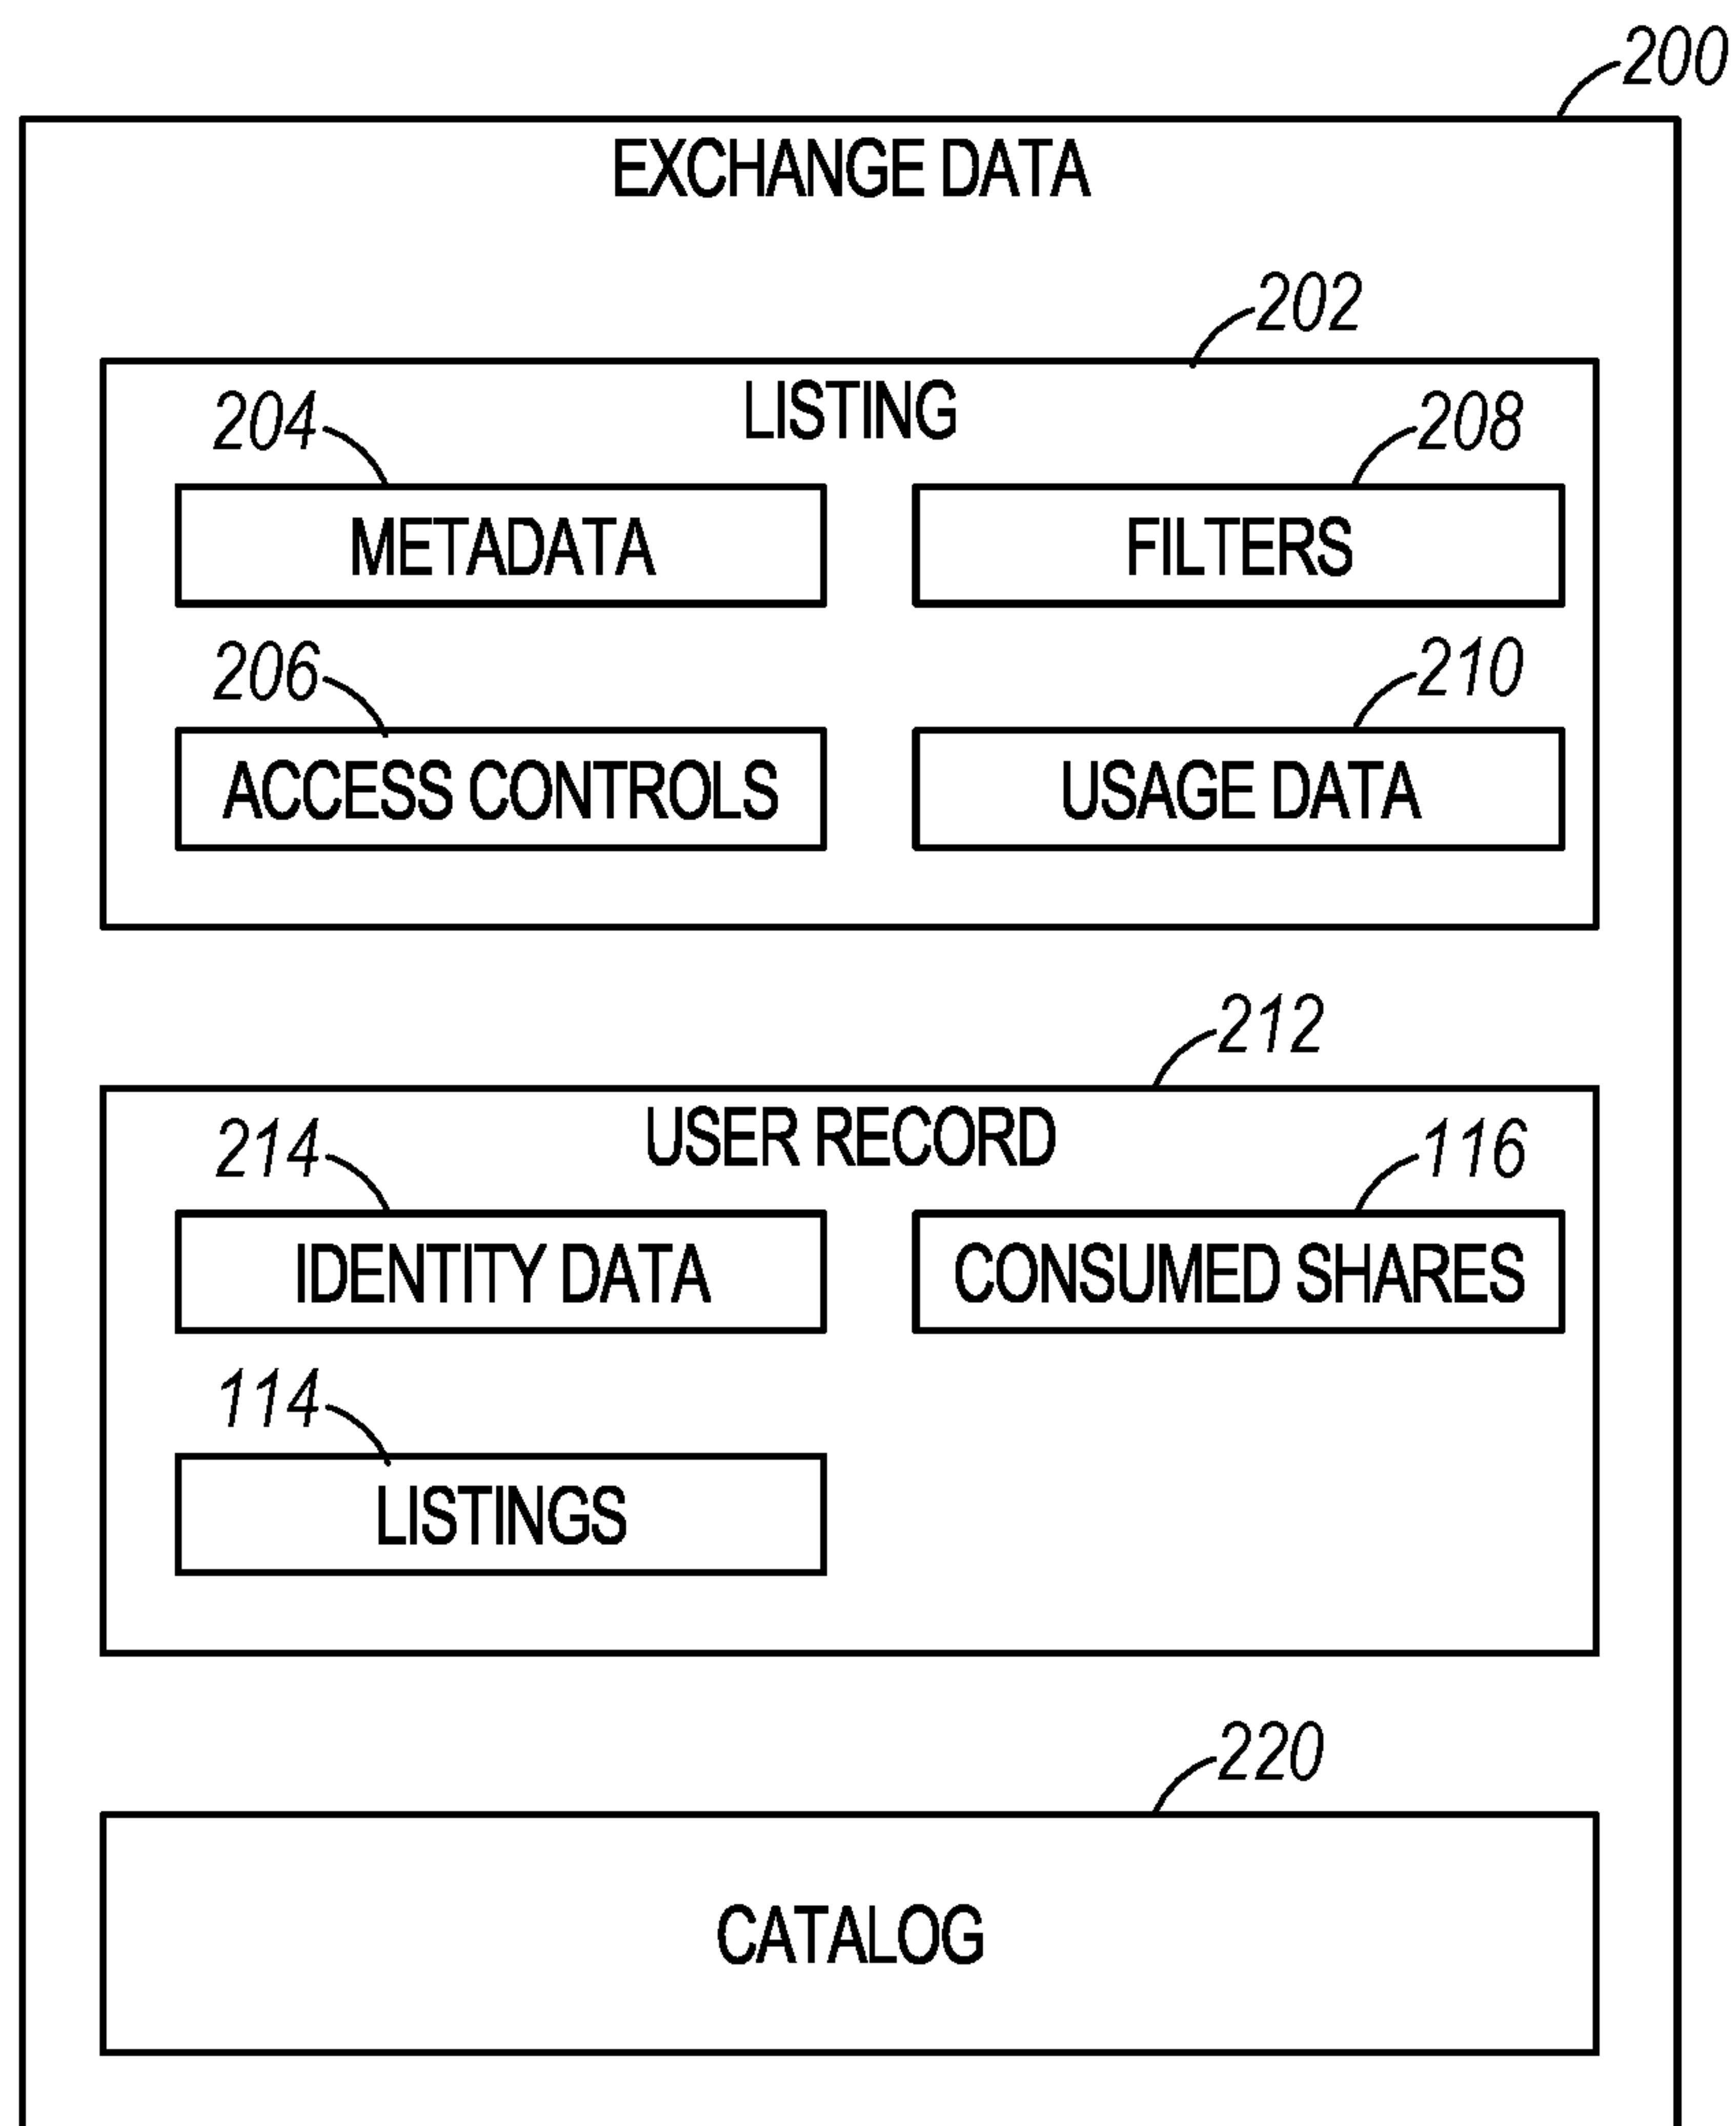 200
EXCHANGE DATA
202
LISTING
204
208
METADATA
FILTERS
206
210
ACCESS CONTROLS
USAGE DATA
212
USER RECORD
214
116
IDENTITY DATA
CONSUMED SHARES
114
LISTINGS
220
CATALOG